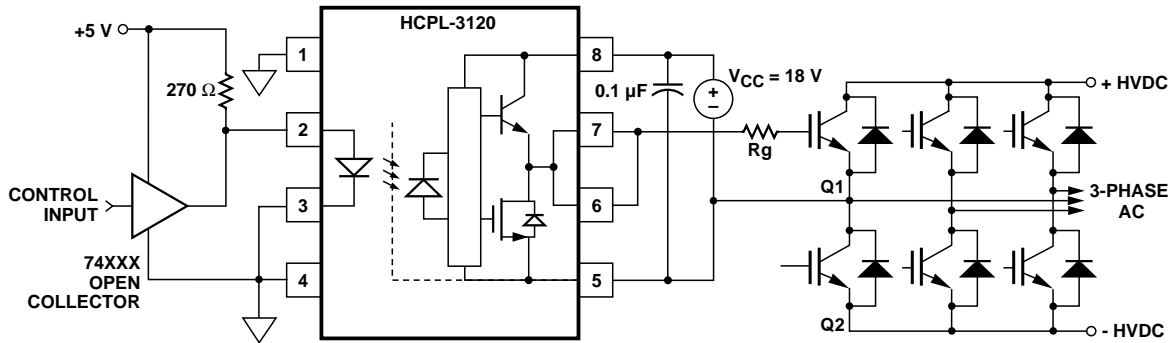 HCPL-3120
+5 V
270 Ω
1
2
3
4
8
7
6
5
0.1 µF
+
−
VCC = 18 V
Rg
+ HVDC
Q1
3-PHASE
AC
Q2
- HVDC
CONTROL
INPUT
74XXX
OPEN
COLLECTOR